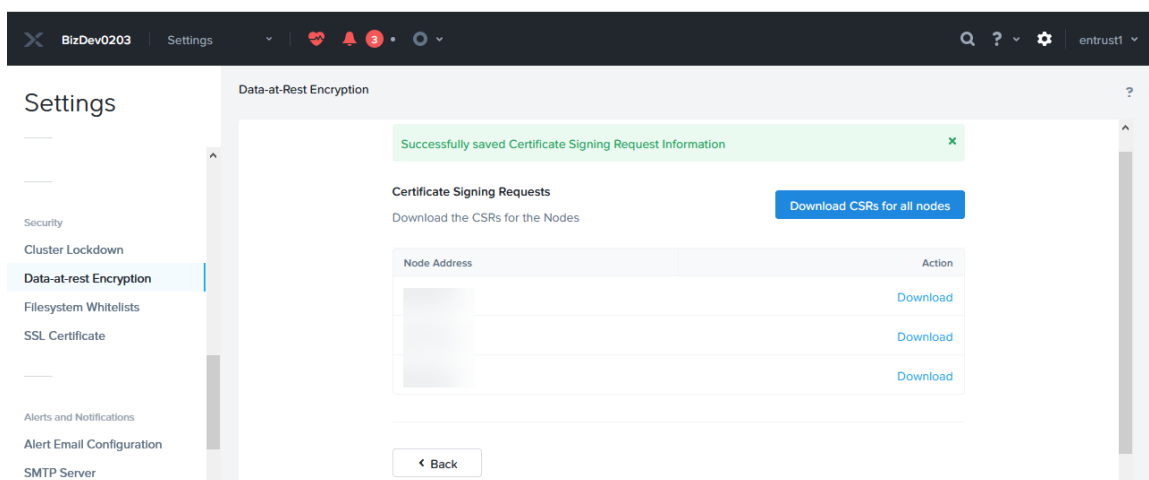 BizDev0203 Settings 3 ? entrust1
Settings
Data-at-Rest Encryption ?
Successfully saved Certificate Signing Request Information ×
Certificate Signing Requests
Download the CSRs for the Nodes
Download CSRs for all nodes
Node Address Action
Download
Download
Download
Back
Security
Cluster Lockdown
Data-at-rest Encryption
Filesystem Whitelists
SSL Certificate
Alerts and Notifications
Alert Email Configuration
SMTP Server